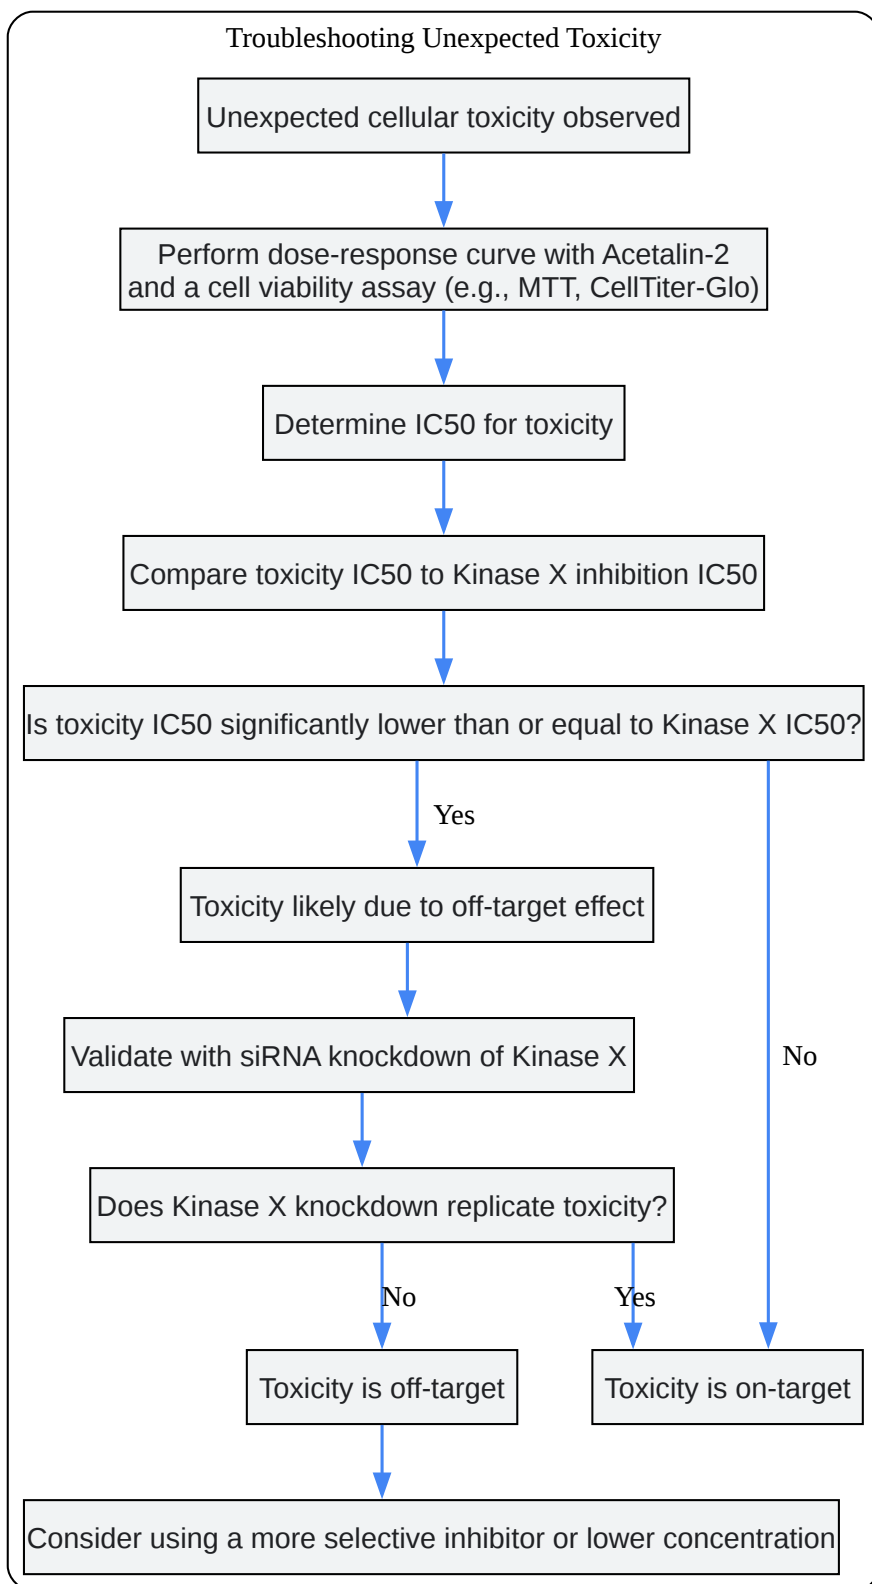 Troubleshooting Unexpected Toxicity
Unexpected cellular toxicity observed
Perform dose-response curve with Acetalin-2
and a cell viability assay (e.g., MTT, CellTiter-Glo)
Determine IC50 for toxicity
Compare toxicity IC50 to Kinase X inhibition IC50
Is toxicity IC50 significantly lower than or equal to Kinase X IC50?
Yes
Toxicity likely due to off-target effect
Validate with siRNA knockdown of Kinase X
No
Does Kinase X knockdown replicate toxicity?
No
Yes
Toxicity is off-target
Toxicity is on-target
Consider using a more selective inhibitor or lower concentration